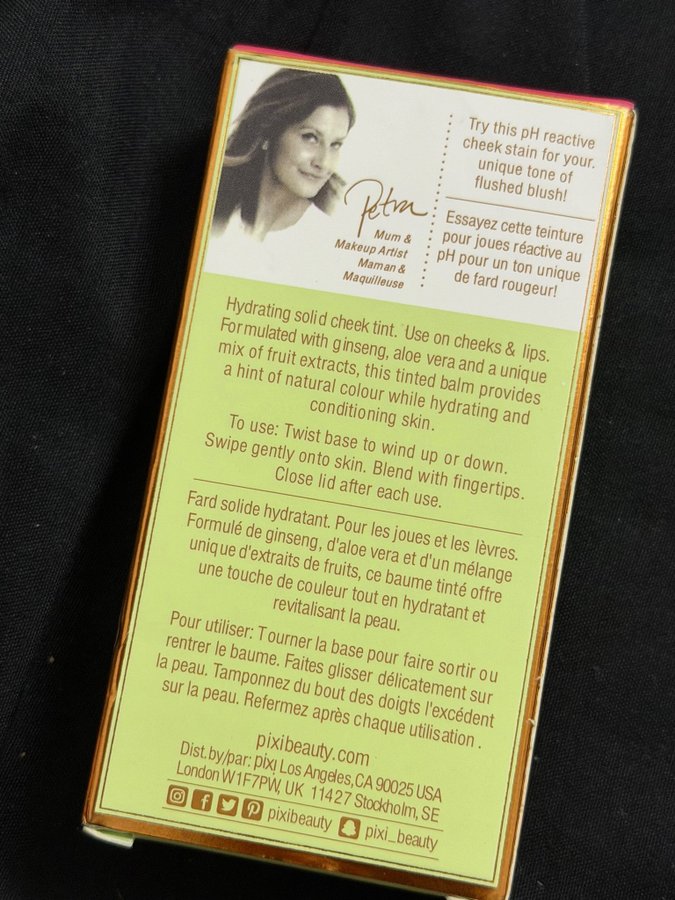 Petra
Mum &
Makeup Artist
Maman &
Maquilleuse
Try this pH reactive
cheek stain for your.
unique tone of
flushed blush!
Essayez cette teinture
pour joues réactive au
pH pour un ton unique
de fard rougeur!
Hydrating solid cheek tint. Use on cheeks & lips.
Formulated with ginseng, aloe vera and a unique
mix of fruit extracts, this tinted balm provides
a hint of natural colour while hydrating and
conditioning skin.
To use: Twist base to wind up or down.
Swipe gently onto skin. Blend with fingertips.
Close lid after each use.
Fard solide hydratant. Pour les joues et les lèvres.
Formulé de ginseng, d'aloe vera et d'un mélange
unique d'extraits de fruits, ce baume tinté offre
une touche de couleur tout en hydratant et
revitalisant la peau.
Pour utiliser: Tourner la base pour faire sortir ou
rentrer le baume. Faites glisser délicatement sur
la peau. Tamponnez du bout des doigts l'excédent
sur la peau. Refermez après chaque utilisation.
pixibeauty.com
Dist.by/par: pixi Los Angeles, CA 90025 USA
London W1F7PW, UK 11427 Stockholm, SE
pixibeauty pixi_beauty